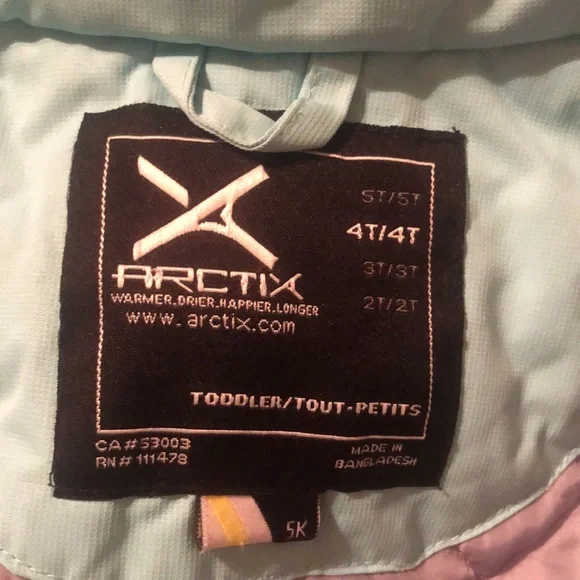 ARCTIX
WARMER.DRIER.HAPPIER.LONGER
www.arctix.com
5T/5T
4T/4T
3T/3T
2T/2T
TODDLER/TOUT-PETITS
CA # 53003
RN # 111478
MADE IN
BANGLADESH
5K